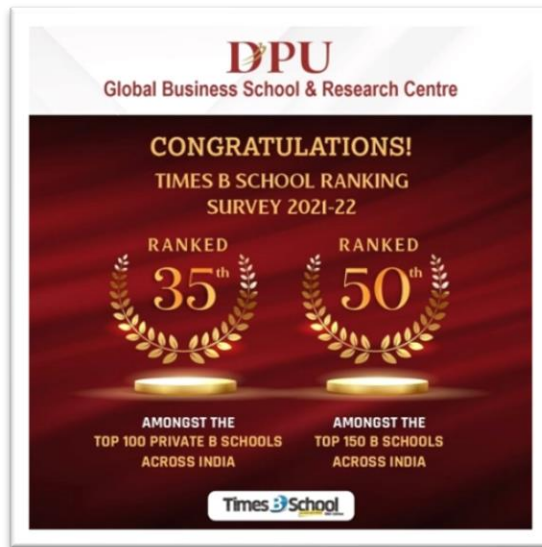 DPU
Global Business School & Research Centre
CONGRATULATIONS!
TIMES B SCHOOL RANKING
SURVEY 2021-22
RANKED
35th
AMONGST THE
TOP 100 PRIVATE B SCHOOLS
ACROSS INDIA
RANKED
50th
AMONGST THE
TOP 150 B SCHOOLS
ACROSS INDIA
Times B School